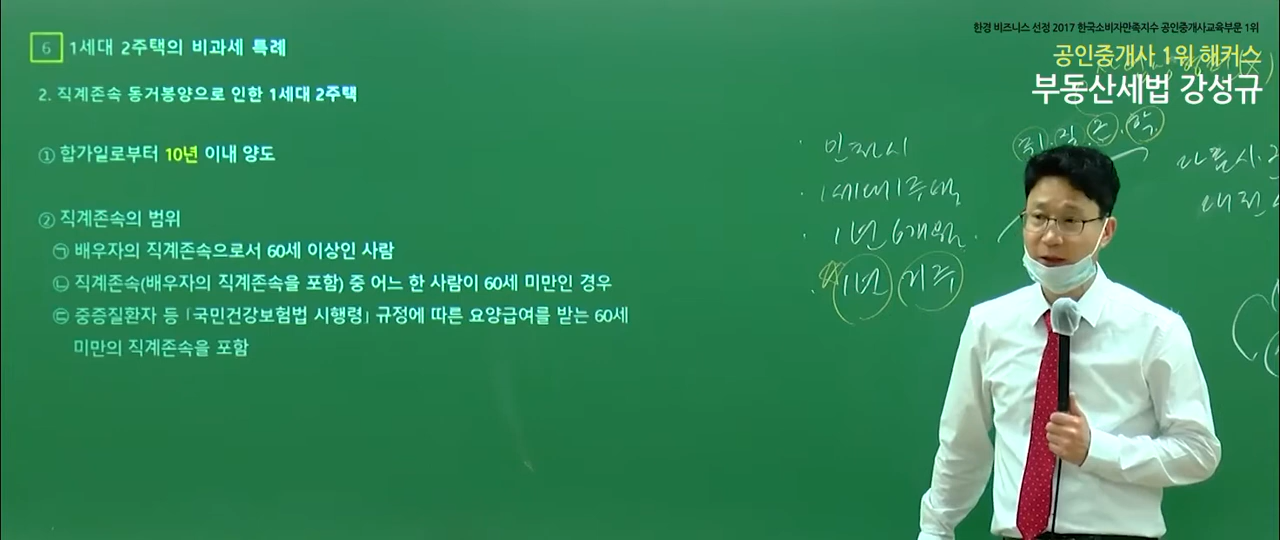 한경 비즈니스 선정 2017 한국소비자만족지수 공인중개사교육부문 1위
공인중개사 1위 해커스
부동산세법 강성규
6 1세대 2주택의 비과세 특례
2. 직계존속 동거봉양으로 인한 1세대 2주택
① 합가일로부터 10년 이내 양도
② 직계존속의 범위
㉠ 배우자의 직계존속으로서 60세 이상인 사람
㉡ 직계존속(배우자의 직계존속을 포함) 중 어느 한 사람이 60세 미만인 경우
㉢ 중증질환자 등 「국민건강보험법 시행령」 규정에 따른 요양급여를 받는 60세
미만의 직계존속을 포함
· 1세대 1주택
· 1년 6개월.
· 1년 거주